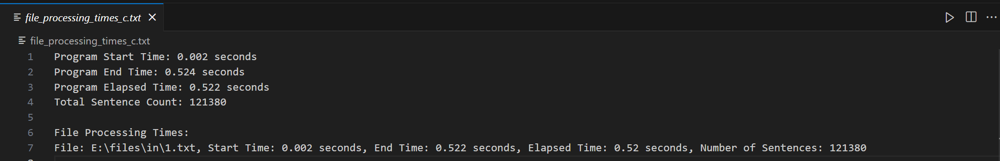 file_processing_times_c.txt
file_processing_times_c.txt
1 Program Start Time: 0.002 seconds
2 Program End Time: 0.524 seconds
3 Program Elapsed Time: 0.522 seconds
4 Total Sentence Count: 121380
5
6 File Processing Times:
7 File: E:\files\in\1.txt, Start Time: 0.002 seconds, End Time: 0.522 seconds, Elapsed Time: 0.52 seconds, Number of Sentences: 121380